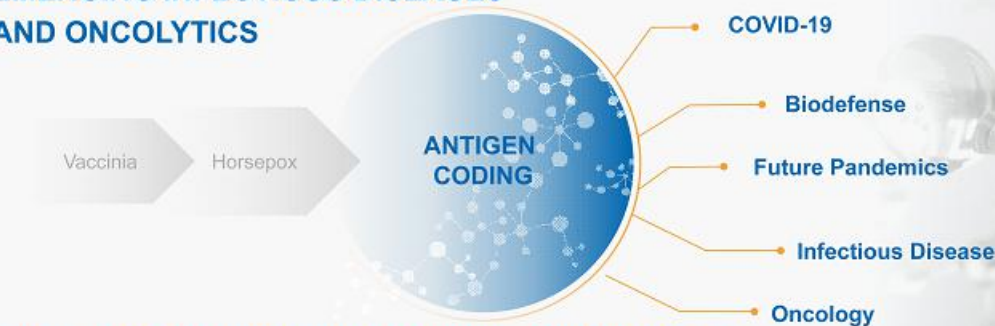 AND ONCOLYTICS
Vaccinia
Horsepox
ANTIGEN
CODING
COVID-19
Biodefense
Future Pandemics
Infectious Disease
Oncology